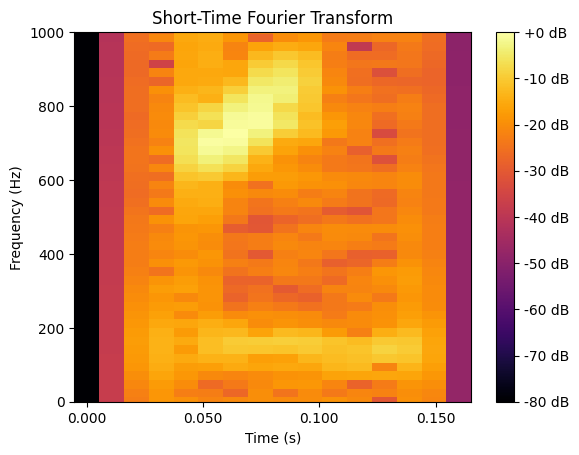 Short-Time Fourier Transform
Frequency (Hz)
1000
800
600
400
200
0
0.000
0.050
0.100
0.150
Time (s)
+0 dB
-10 dB
-20 dB
-30 dB
-40 dB
-50 dB
-60 dB
-70 dB
-80 dB